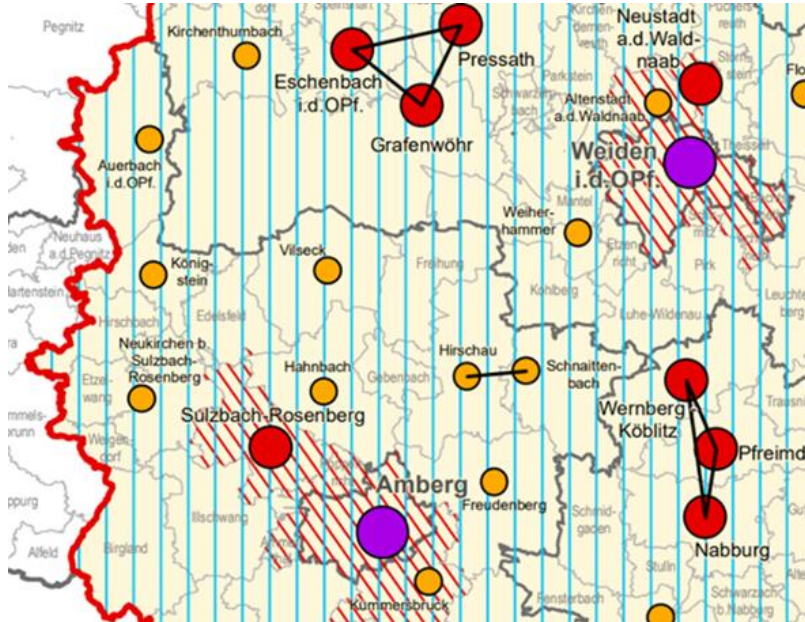 Pegnitz
Kirchenthumbach
Pressath
Eschenbach
i.d.OPf.
Grafenwöhr
Neustadt
a.d.Wald-
naab
Parkstein
Altenstadt
a.d.Waldnaab
Auerbach
i.d.OPf.
Weiden
i.d.OPf.
Mantel
Weiher-
hammer
Neuhaus
a.d.Pegnitz
König-
stein
Vilseck
Freihung
Etzen
richt
Kohlberg
Pirk
Hirschbach
Edelsfeld
Luhe-Wildenau
Neukirchen b.
Sulzbach-
Rosenberg
Etzel-
wang
Hahnbach
Gebenbach
Hirschau
Schnaitten-
bach
Wernberg
Köblitz
Sulzbach-Rosenberg
Pfreimd
Amberg
Freudenberg
Illschwang
Schmid-
gaden
Nabburg
Alfeld
Birgland
Stulln
Kümmersbruck
Fensterbach
Schwarzach
b.Nabburg